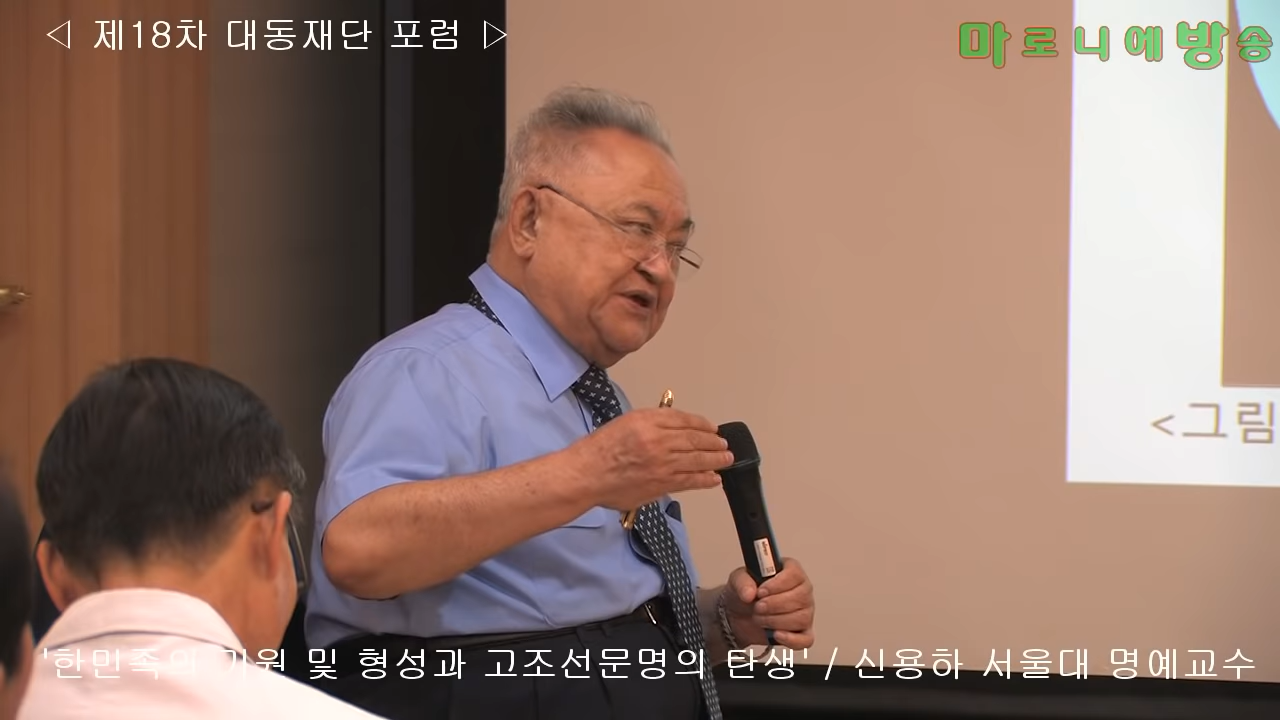 ◁ 제18차 대동재단 포럼 ▷
마로니에방송
<그림
'한민족의 기원 및 형성과 고조선문명의 탄생' / 신용하 서울대 명예교수